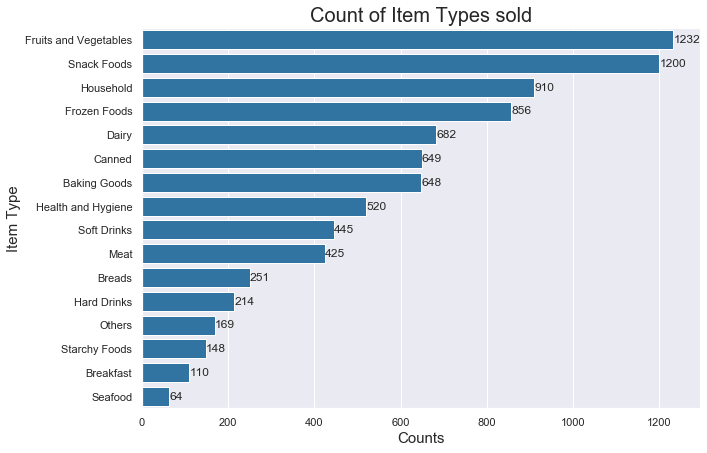 Count of Item Types sold
Item Type
Fruits and Vegetables 1232
Snack Foods 1200
Household 910
Frozen Foods 856
Dairy 682
Canned 649
Baking Goods 648
Health and Hygiene 520
Soft Drinks 445
Meat 425
Breads 251
Hard Drinks 214
Others 169
Starchy Foods 148
Breakfast 110
Seafood 64
0 200 400 600 800 1000 1200
Counts